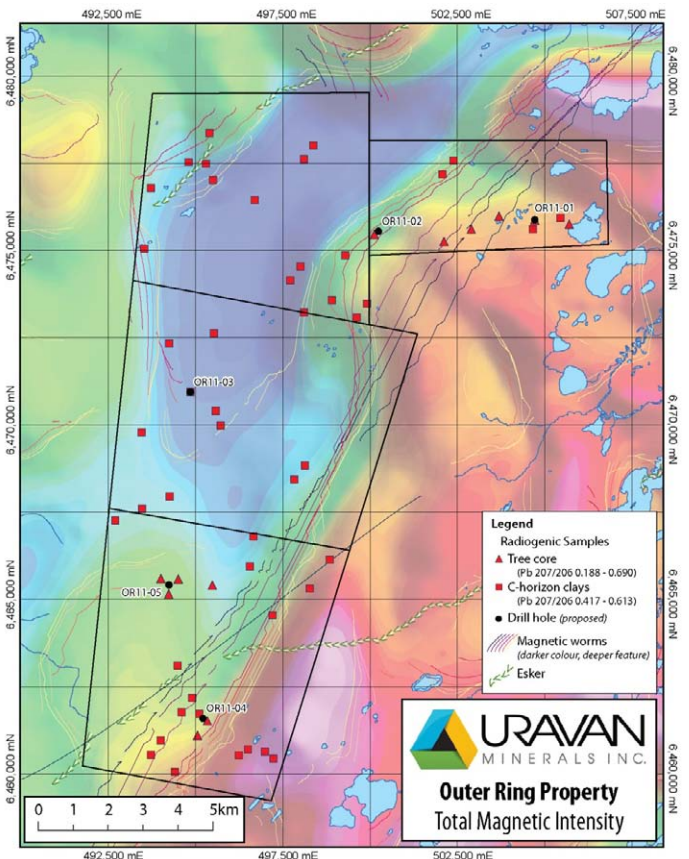 492,500 mE
497,500 mE
502,500 mE
507,500 mE
6,480,000 mN
6,480,000 mN
OR11-01
OR11-02
6,475,000 mN
6,475,000 mN
OR11-03
6,470,000 mN
6,470,000 mN
Legend
Radiogenic Samples
Tree core
(Pb 207/206 0.188 - 0.690)
C-horizon clays
(Pb 207/206 0.417 - 0.613)
Drill hole (proposed)
Magnetic worms
(darker colour, deeper feature)
Esker
OR11-05
6,465,000 mN
6,465,000 mN
OR11-04
URAVAN
MINERALS INC.
Outer Ring Property
Total Magnetic Intensity
6,460,000 mN
6,460,000 mN
0 1 2 3 4 5km
492,500 mE
497,500 mE
502,500 mE